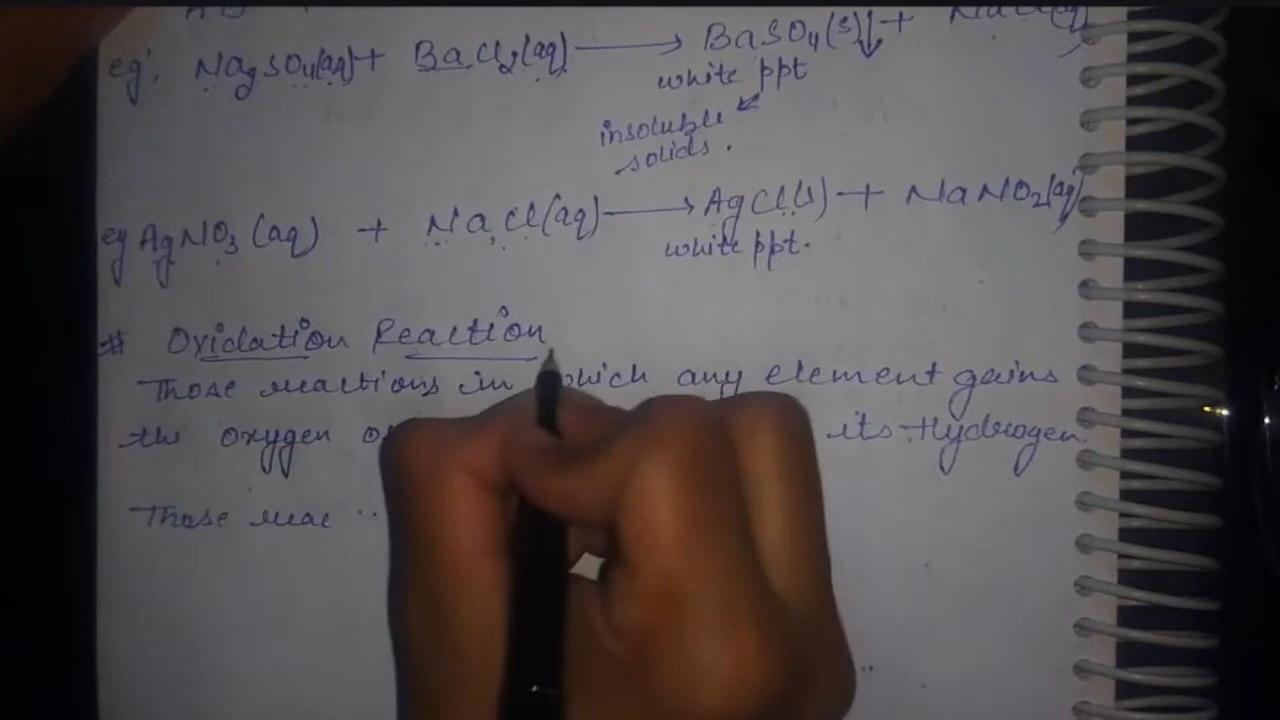 eg. Na2SO4(aq) + BaCl2(aq) → BaSO4(s)↓ +
white ppt
insoluble
solids.
eg AgNO3(aq) + NaCl(aq) → AgCl(s) + NaNO2(aq)
white ppt.
# Oxidation Reaction
Those reactions in which any element gains
the oxygen its Hydrogen.
Those reac